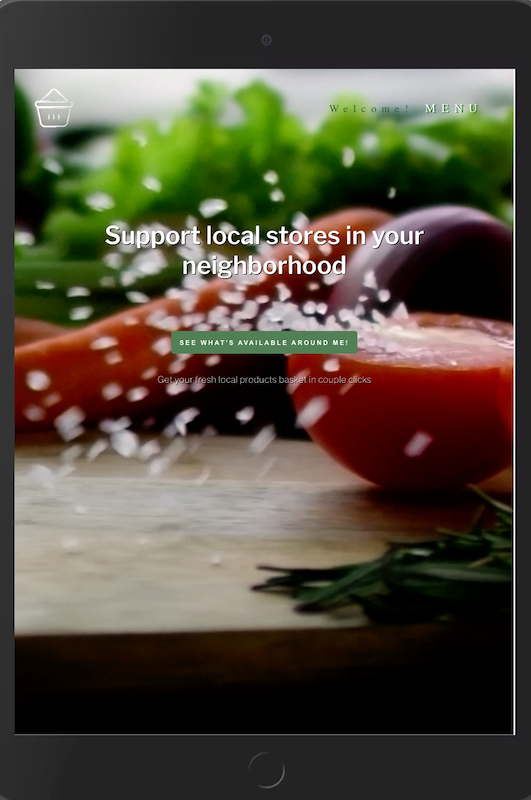 Welcome! MENU
Support local stores in your
neighborhood
SEE WHAT'S AVAILABLE AROUND ME!
Get your fresh local products basket in couple clicks